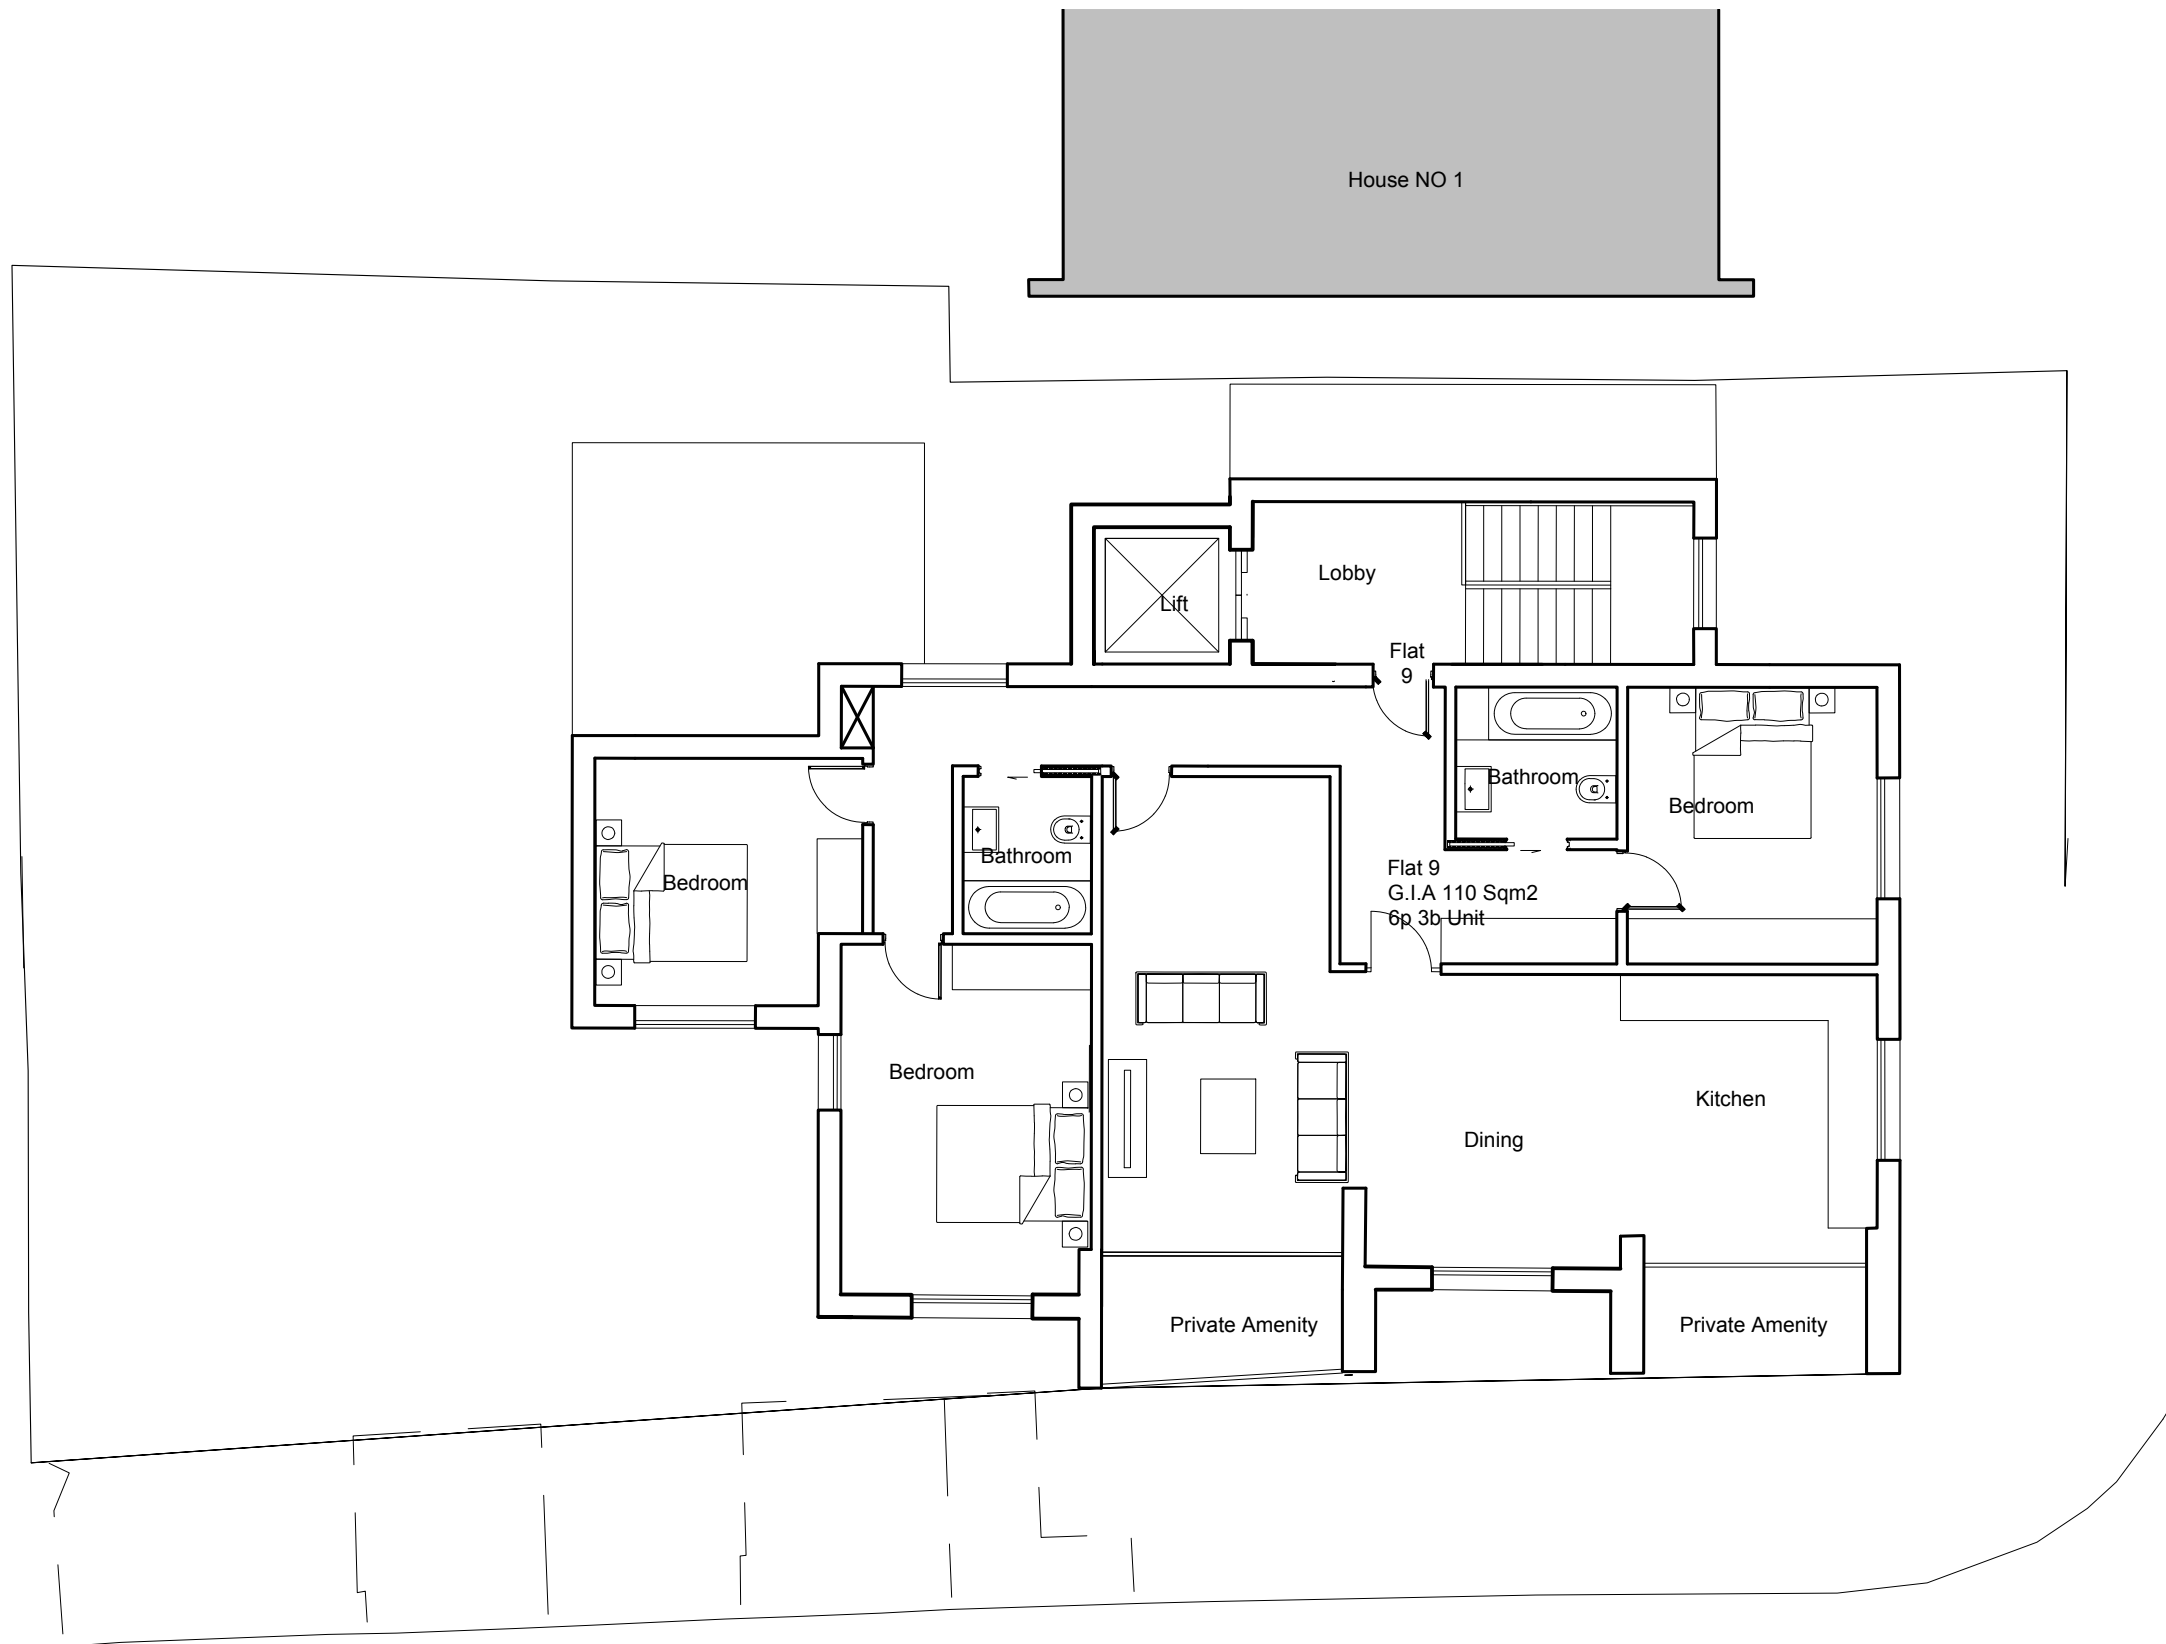 House NO 1
Lobby
Lift
Flat
9
Bathroom
Bedroom
Bathroom
Flat 9
G.I.A 110 Sqm2
6p 3b Unit
Bedroom
Bedroom
Kitchen
Dining
Private Amenity
Private Amenity